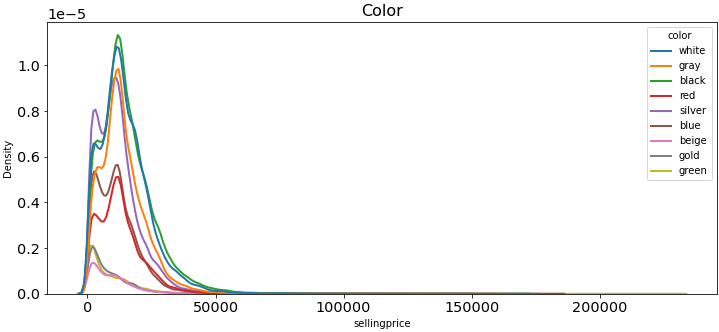 Color
1e−5
1.0
0.8
0.6
0.4
0.2
0.0
Density
0
50000
100000
150000
200000
sellingprice
color
white
gray
black
red
silver
blue
beige
gold
green